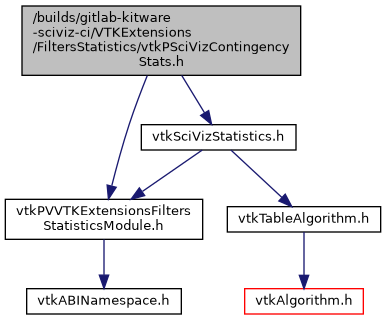 /builds/gitlab-kitware
-sciviz-ci/VTKExtensions
/FiltersStatistics/vtkPSciVizContingency
Stats.h
vtkSciVizStatistics.h
vtkPVVTKExtensionsFilters
StatisticsModule.h
vtkTableAlgorithm.h
vtkABINamespace.h
vtkAlgorithm.h